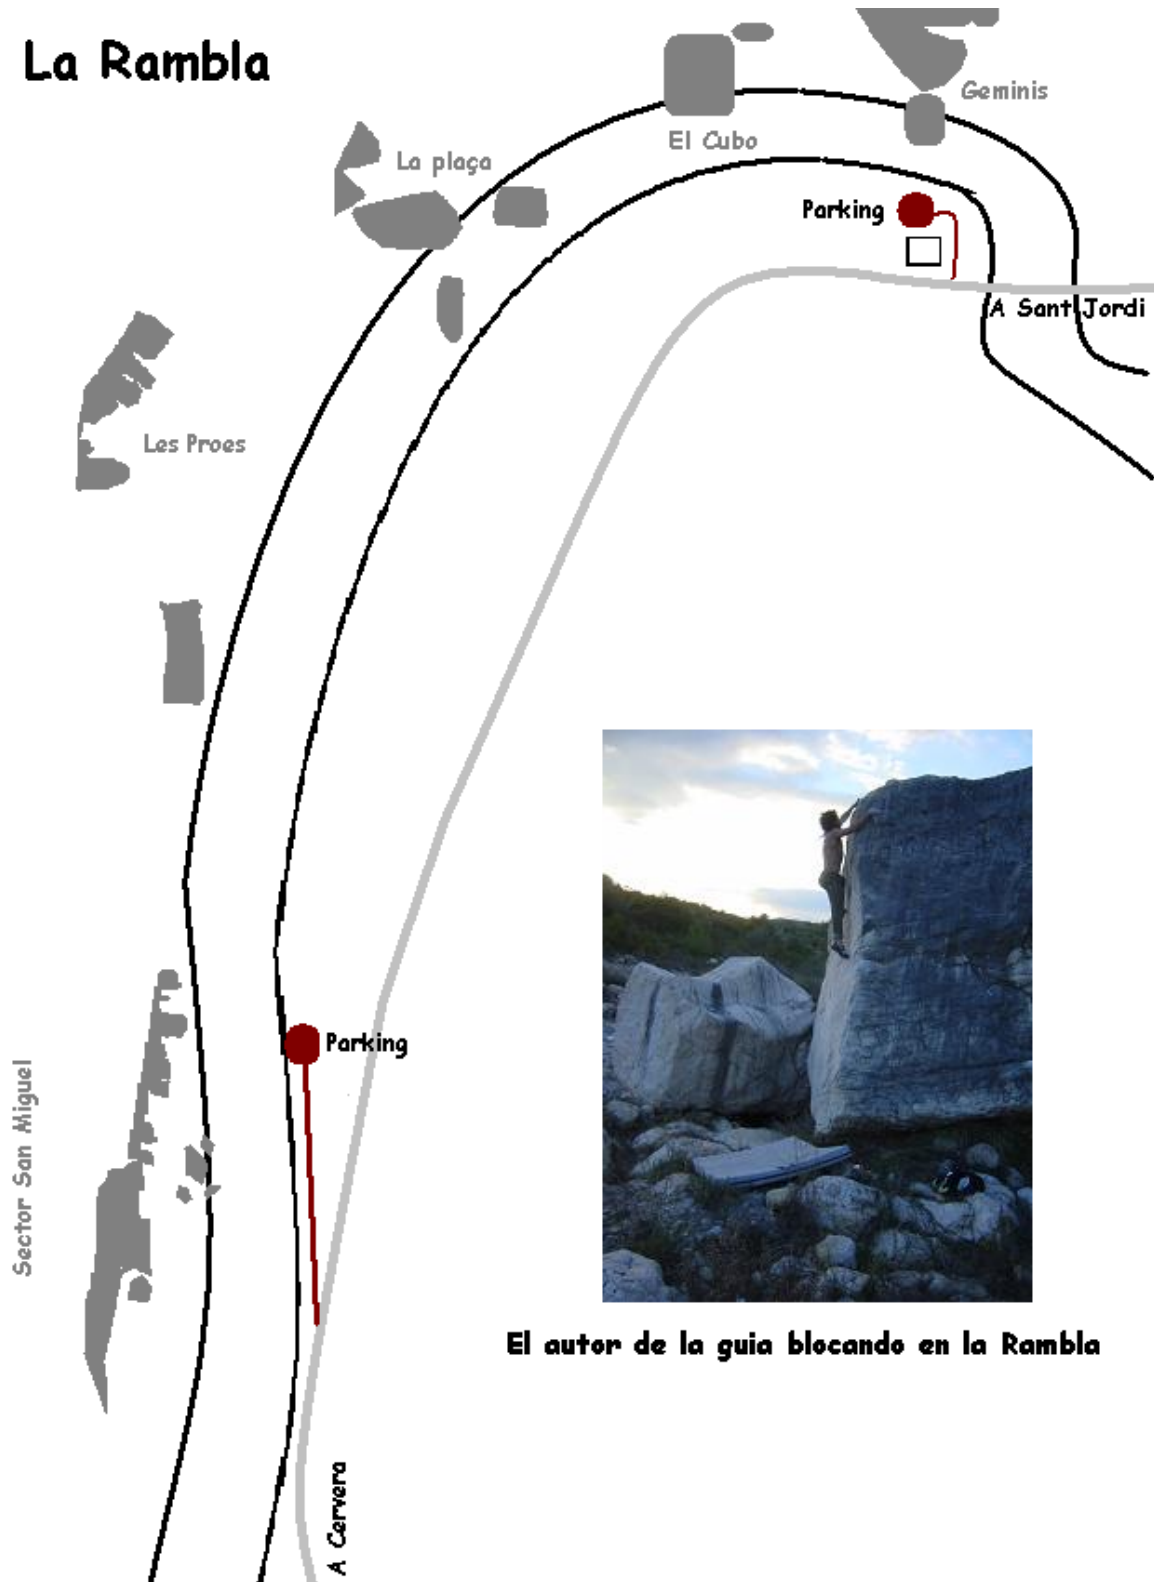 La Rambla
Geminis
El Cubo
La plaça
Parking
A Sant Jordi
Les Proes
Parking
Sector San Miguel
El autor de la guia blocando en la Rambla
A Cervera